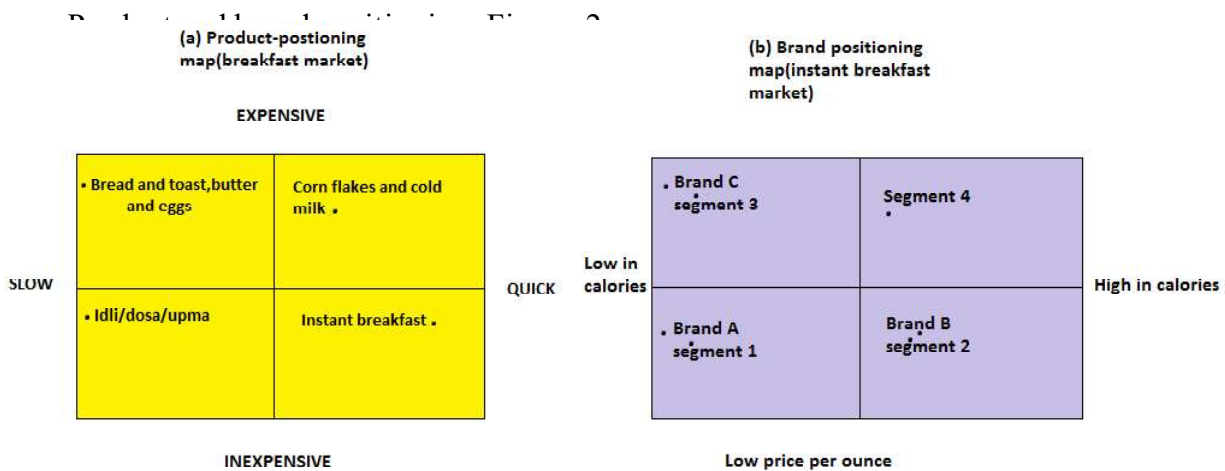 (a) Product-postioning
map(breakfast market)
EXPENSIVE
Bread and toast,butter
and eggs
Corn flakes and cold
milk
SLOW
QUICK
Idli/dosa/upma
Instant breakfast
INEXPENSIVE
(b) Brand positioning
map(instant breakfast
market)
Brand C
segment 3
Segment 4
Low in
calories
High in calories
Brand A
segment 1
Brand B
segment 2
Low price per ounce